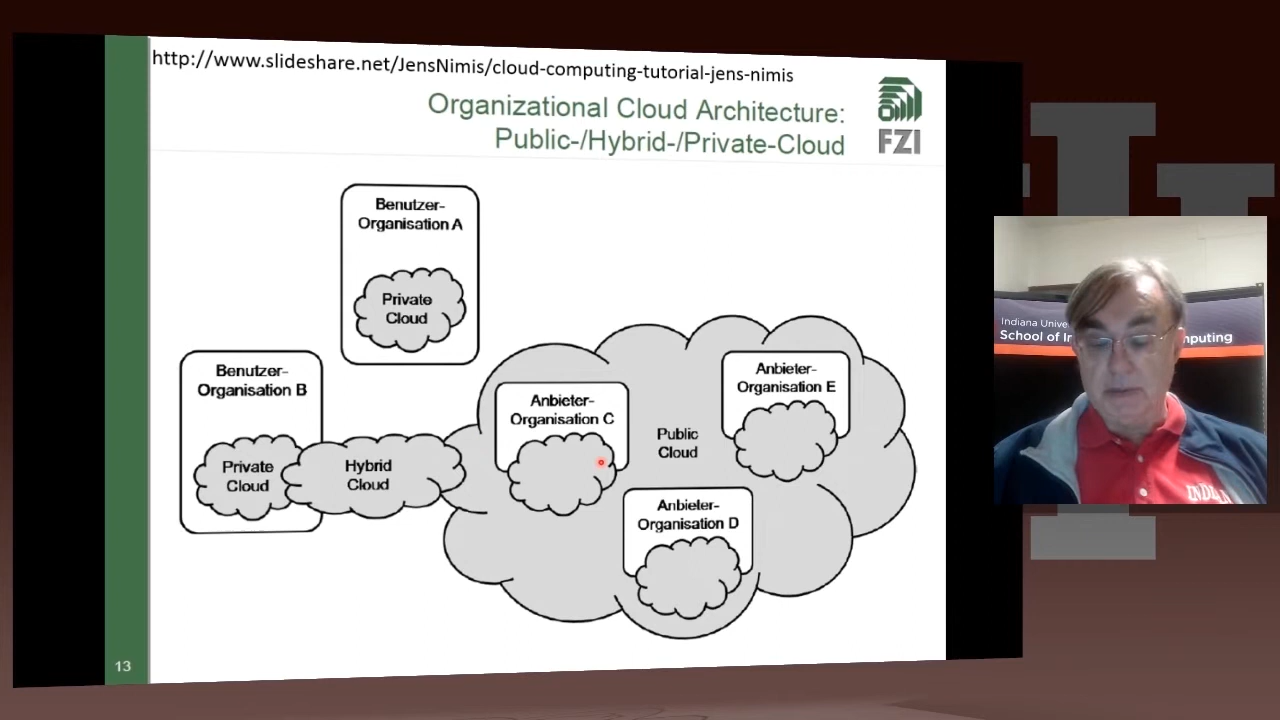 http://www.slideshare.net/JensNimis/cloud-computing-tutorial-jens-nimis
Organizational Cloud Architecture:
Public-/Hybrid-/Private-Cloud
FZI
Benutzer-
Organisation A
Private
Cloud
Benutzer-
Organisation B
Private
Cloud
Hybrid
Cloud
Anbieter-
Organisation C
Public
Cloud
Anbieter-
Organisation E
Anbieter-
Organisation D
13
Indiana
School of